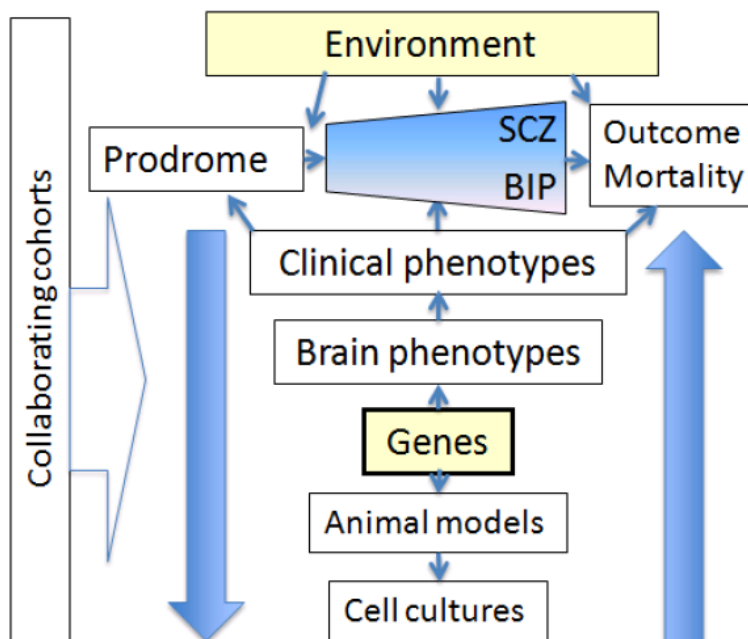 Environment
SCZ
BIP
Prodrome
Outcome
Mortality
Clinical phenotypes
Brain phenotypes
Genes
Animal models
Cell cultures
Collaborating cohorts